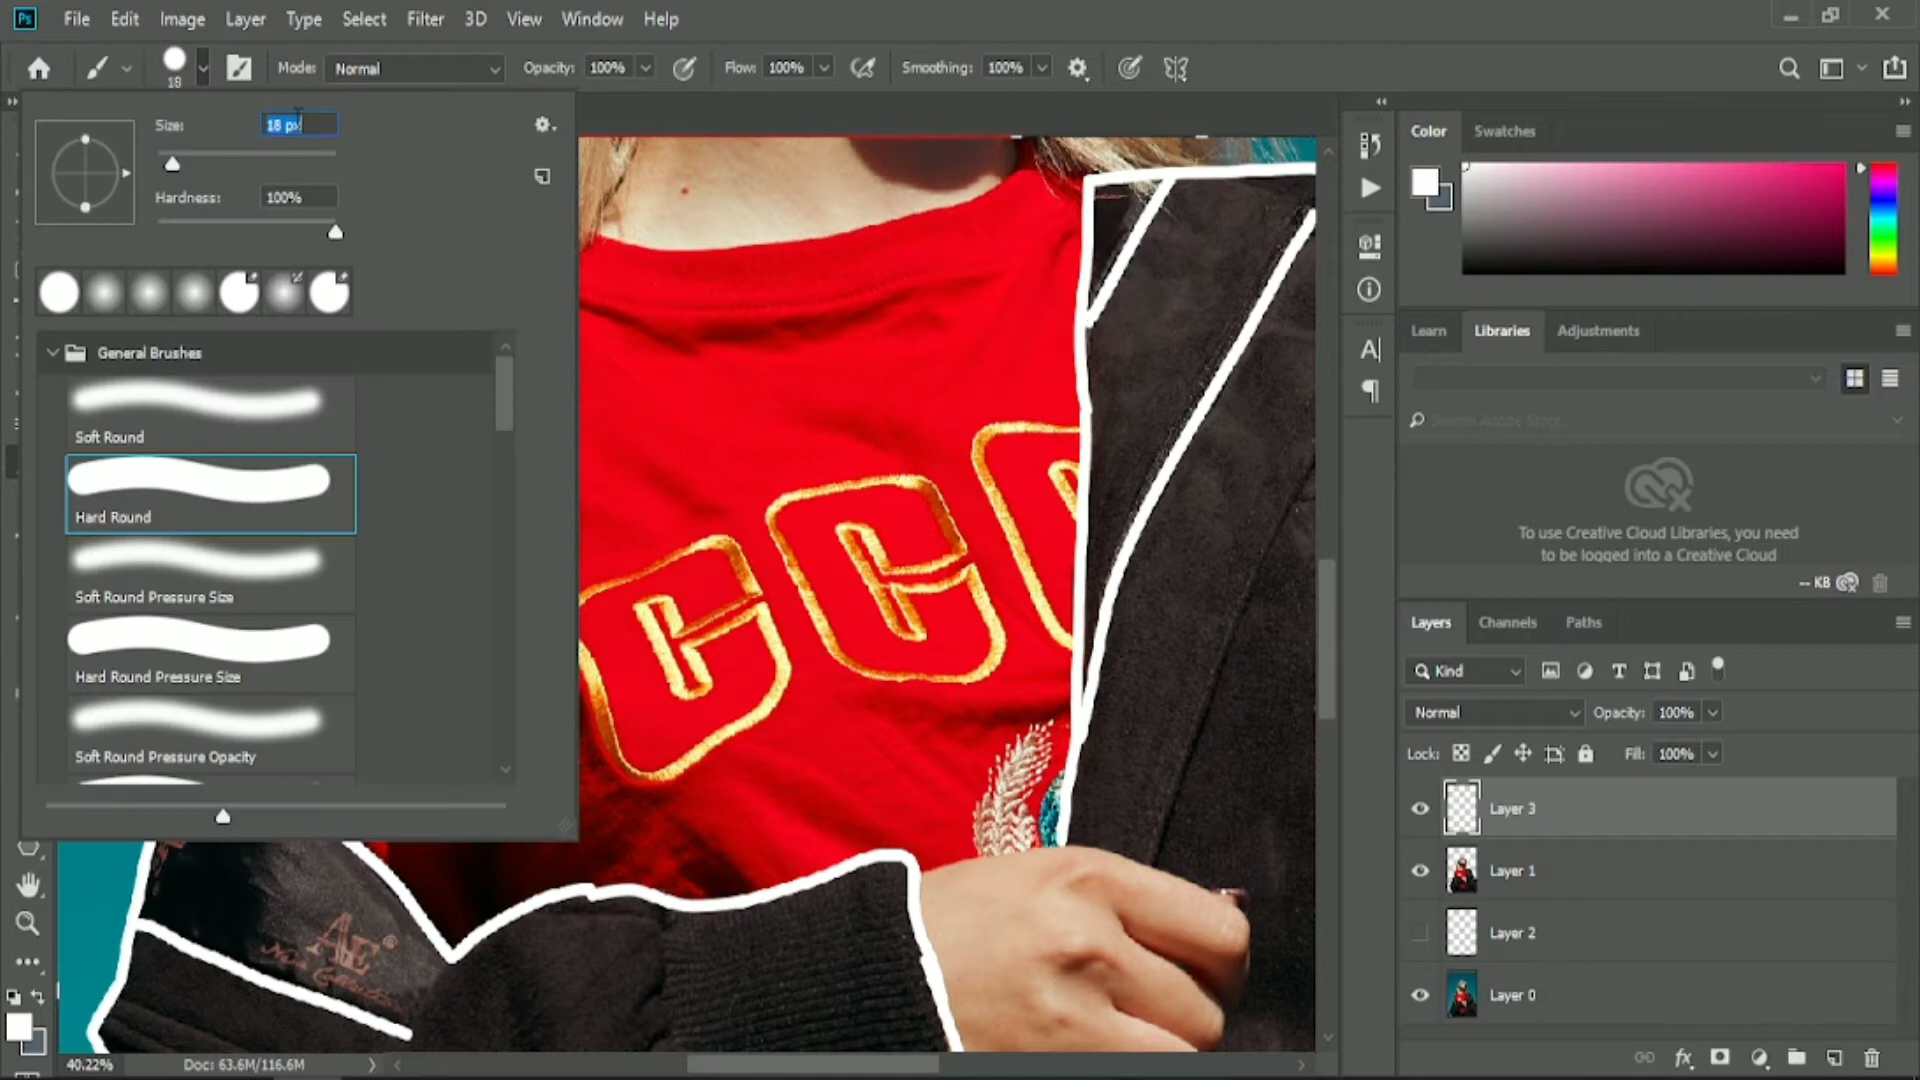 Ps File Edit Image Layer Type Select Filter 3D View Window Help
18 Mode: Normal Opacity: 100% Flow: 100% Smoothing: 100%
Size: 18 px
Hardness: 100%
General Brushes
Soft Round
Hard Round
Soft Round Pressure Size
Hard Round Pressure Size
Soft Round Pressure Opacity
Color Swatches
Learn Libraries Adjustments
Search Adobe Stock
To use Creative Cloud Libraries, you need
to be logged into a Creative Cloud
-- KB
Layers Channels Paths
Kind
Normal Opacity: 100%
Lock: Fill: 100%
Layer 3
Layer 1
Layer 2
Layer 0
40.22% Doc: 63.6M/116.6M